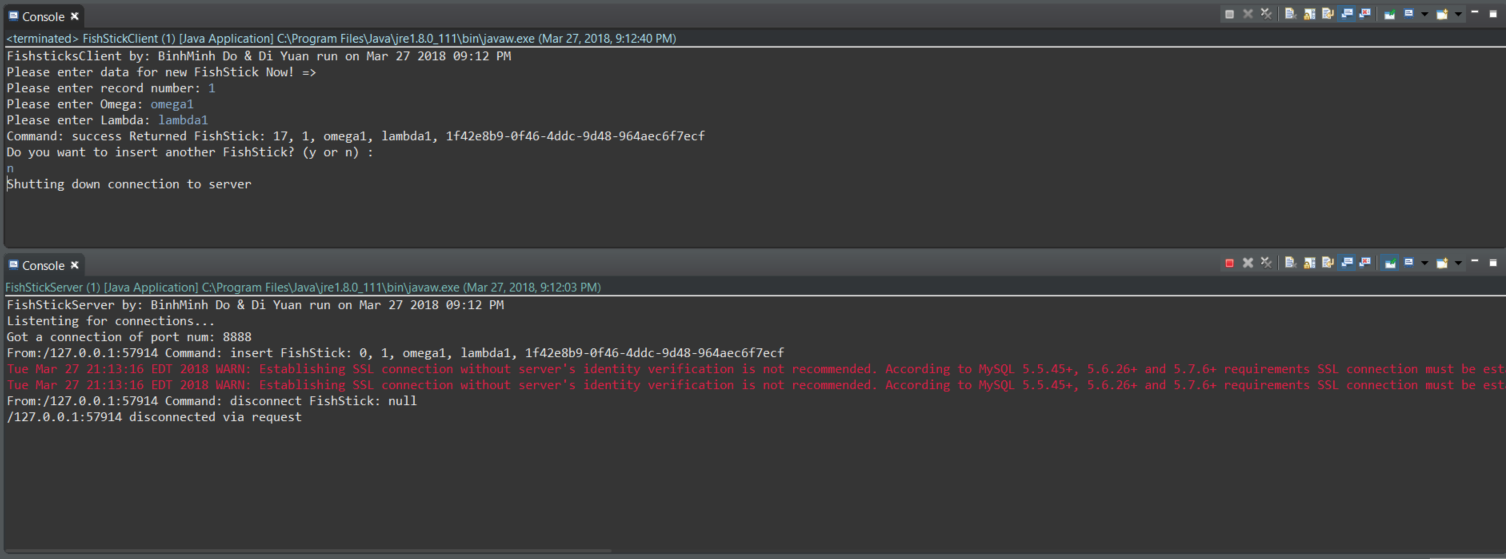 Console
<terminated> FishStickClient (1) [Java Application] C:\Program Files\Java\jre1.8.0_111\bin\javaw.exe (Mar 27, 2018, 9:12:40 PM)
FishsticksClient by: BinhMinh Do & Di Yuan run on Mar 27 2018 09:12 PM
Please enter data for new FishStick Now! =>
Please enter record number: 1
Please enter Omega: omega1
Please enter Lambda: lambda1
Command: success Returned FishStick: 17, 1, omega1, lambda1, 1f42e8b9-0f46-4ddc-9d48-964aec6f7ecf
Do you want to insert another FishStick? (y or n) :
n
Shutting down connection to server
Console
FishStickServer (1) [Java Application] C:\Program Files\Java\jre1.8.0_111\bin\javaw.exe (Mar 27, 2018, 9:12:03 PM)
FishStickServer by: BinhMinh Do & Di Yuan run on Mar 27 2018 09:12 PM
Listenting for connections...
Got a connection of port num: 8888
From:/127.0.0.1:57914 Command: insert FishStick: 0, 1, omega1, lambda1, 1f42e8b9-0f46-4ddc-9d48-964aec6f7ecf
Tue Mar 27 21:13:16 EDT 2018 WARN: Establishing SSL connection without server's identity verification is not recommended. According to MySQL 5.5.45+, 5.6.26+ and 5.7.6+ requirements SSL connection must be est
Tue Mar 27 21:13:16 EDT 2018 WARN: Establishing SSL connection without server's identity verification is not recommended. According to MySQL 5.5.45+, 5.6.26+ and 5.7.6+ requirements SSL connection must be est
From:/127.0.0.1:57914 Command: disconnect FishStick: null
/127.0.0.1:57914 disconnected via request